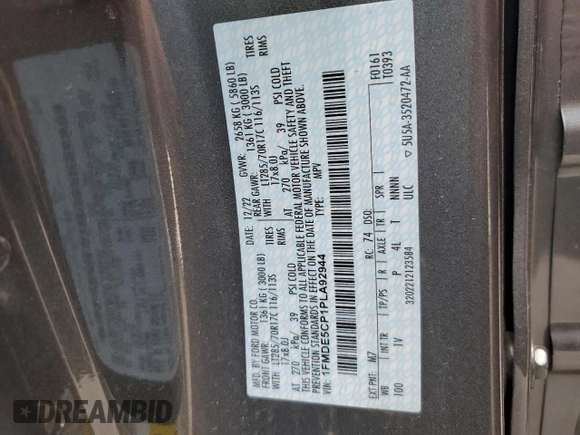 MFD. BY FORD MOTOR CO.
DATE: 12/22 GVWR: 2658 KG (5860 LB)
FRONT GAWR: 1361 KG (3000 LB) REAR GAWR: 1361 KG (3000 LB)
WITH LT285/70R17C 116/113S TIRES WITH LT285/70R17C 116/113S TIRES
17x8.0J RIMS 17x8.0J RIMS
AT 270 kPa/ 39 PSI COLD AT 270 kPa/ 39 PSI COLD
THIS VEHICLE CONFORMS TO ALL APPLICABLE FEDERAL MOTOR VEHICLE SAFETY AND THEFT
PREVENTION STANDARDS IN EFFECT ON THE DATE OF MANUFACTURE SHOWN ABOVE.
VIN: 1FMDE5CP1PLA92944 TYPE: MPV
EXT PNT: M7 RC: 74 DSO: F0161
T0393
WB INT TR TP/PS R AXLE TR SPR
100 1V P 4L T NNNN
3202212123584 ULC ▽ 5U5A-3520472-AA
DREAMBID